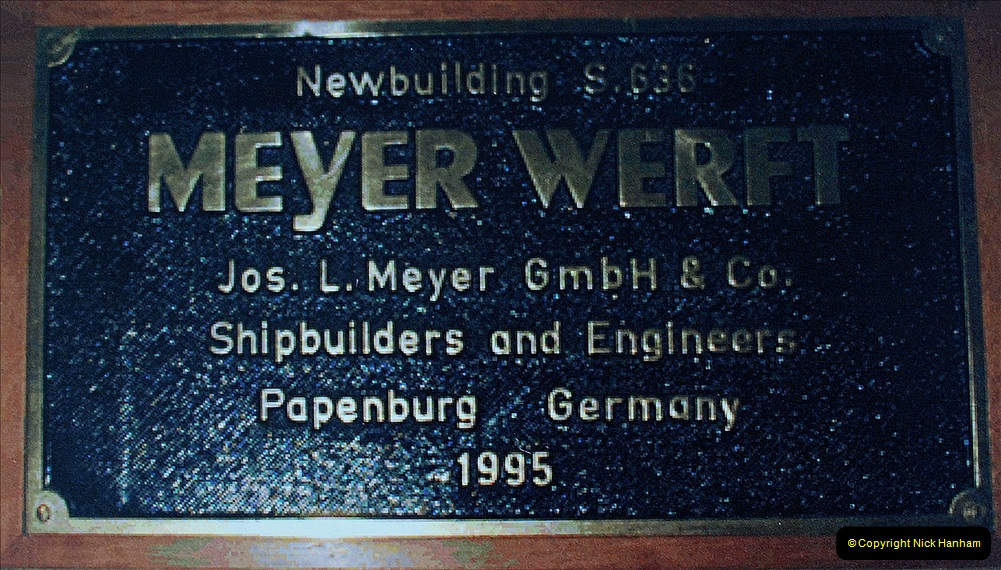 Newbuilding S.636
MEYER WERFT
Jos. L. Meyer GmbH & Co.
Shipbuilders and Engineers
Papenburg Germany
1995
©Copyright Nick Hanham